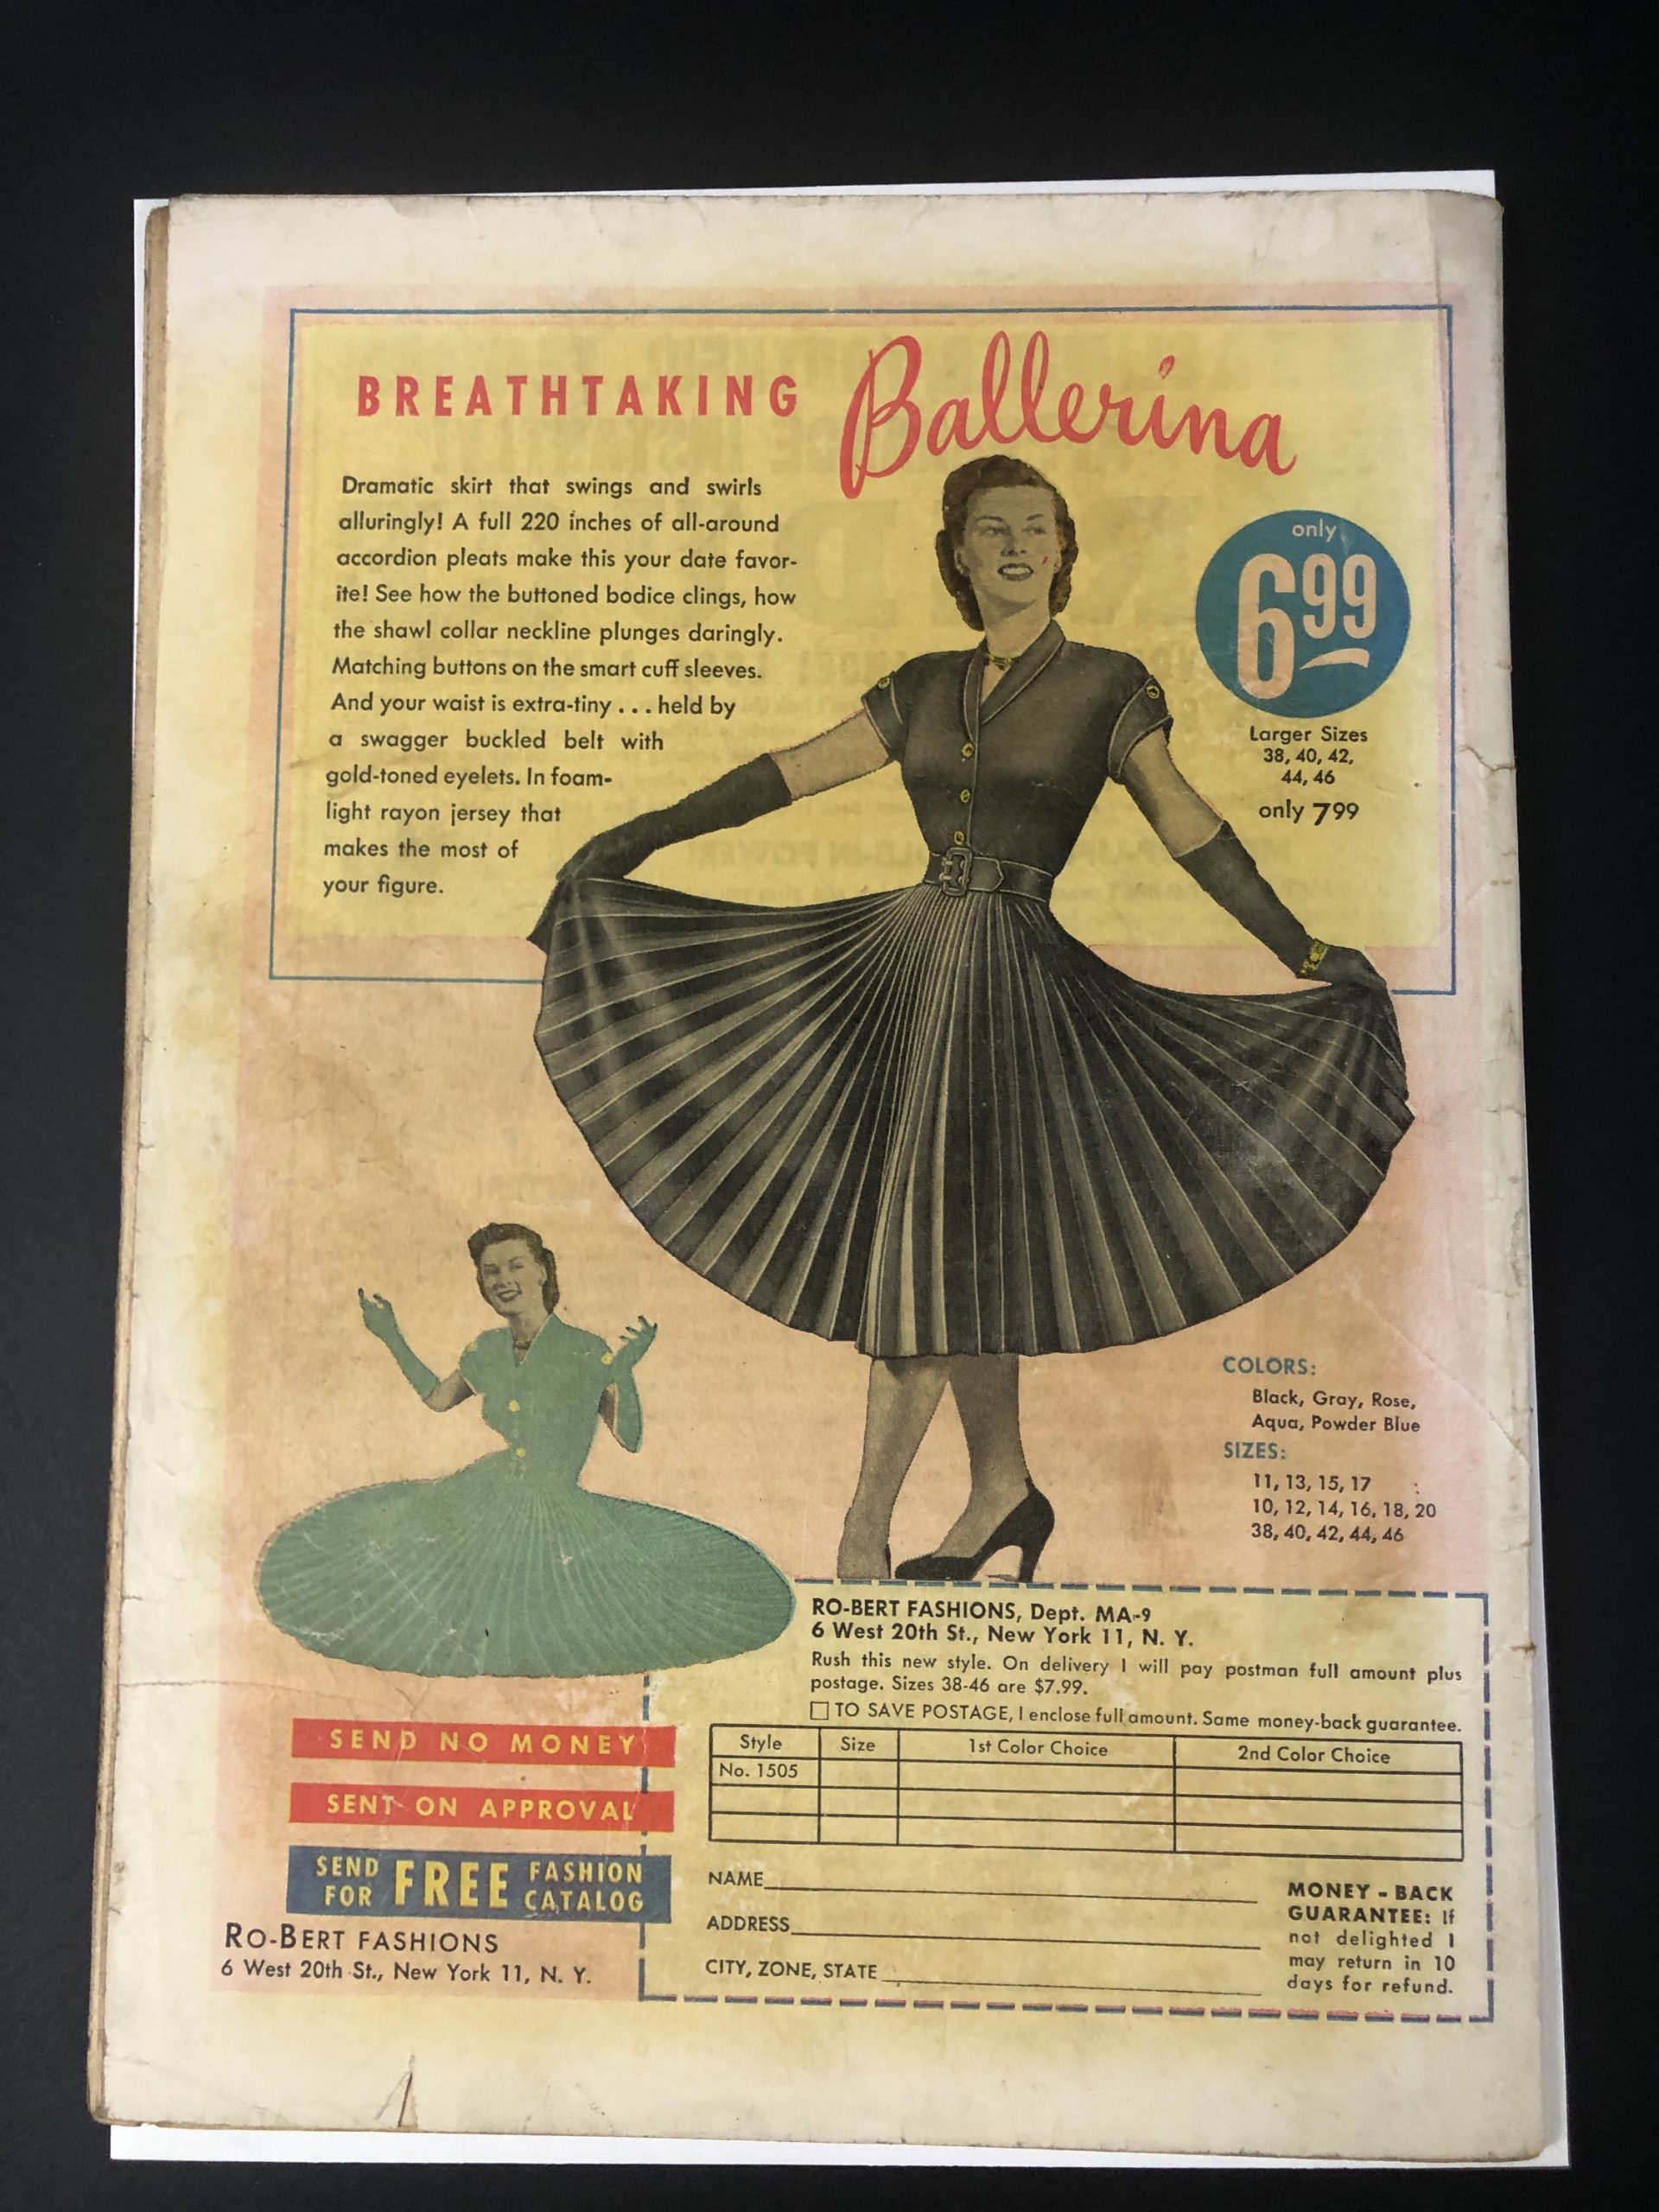 BREATHTAKING Ballerina
Dramatic skirt that swings and swirls
alluringly! A full 220 inches of all-around
accordion pleats make this your date favor-
ite! See how the buttoned bodice clings, how
the shawl collar neckline plunges daringly.
Matching buttons on the smart cuff sleeves.
And your waist is extra-tiny . . . held by
a swagger buckled belt with
gold-toned eyelets. In foam-
light rayon jersey that
makes the most of
your figure.
only
6 99
Larger Sizes
38, 40, 42,
44, 46
only 7 99
COLORS:
Black, Gray, Rose,
Aqua, Powder Blue
SIZES:
11, 13, 15, 17
10, 12, 14, 16, 18, 20
38, 40, 42, 44, 46
SEND NO MONEY
SENT ON APPROVAL
SEND FOR FREE FASHION CATALOG
RO-BERT FASHIONS
6 West 20th St., New York 11, N. Y.
RO-BERT FASHIONS, Dept. MA-9
6 West 20th St., New York 11, N. Y.
Rush this new style. On delivery I will pay postman full amount plus
postage. Sizes 38-46 are $7.99.
☐ TO SAVE POSTAGE, I enclose full amount. Same money-back guarantee.
Style Size 1st Color Choice 2nd Color Choice
No. 1505
NAME
ADDRESS
CITY, ZONE, STATE
MONEY - BACK
GUARANTEE: If
not delighted I
may return in 10
days for refund.